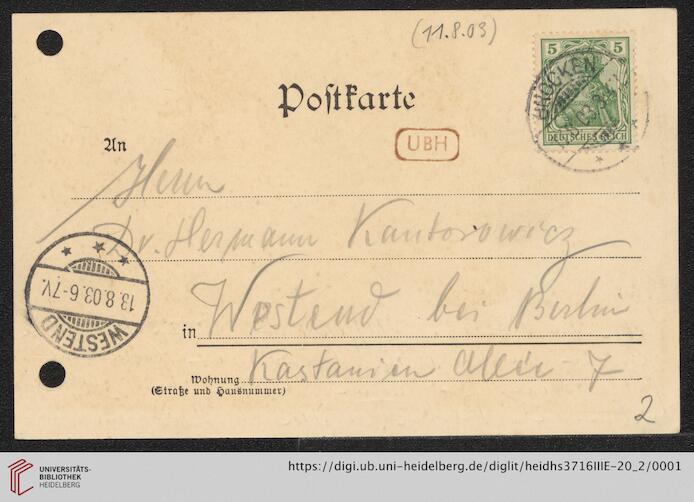 (11.8.03)
5 5
DEUTSCHES REICH
BROCKEN
Postkarte
UBH
An
Herrn
Dr. Hermann Kantorowicz
in Westend bei Berlin
Wohnung
(Straße und Hausnummer)
Kastanien Allee 7
13.8.03.6-7V.
WESTEND
2
UNIVERSITÄTS-
BIBLIOTHEK
HEIDELBERG
https://digi.ub.uni-heidelberg.de/diglit/heidhs3716IIIE-20_2/0001